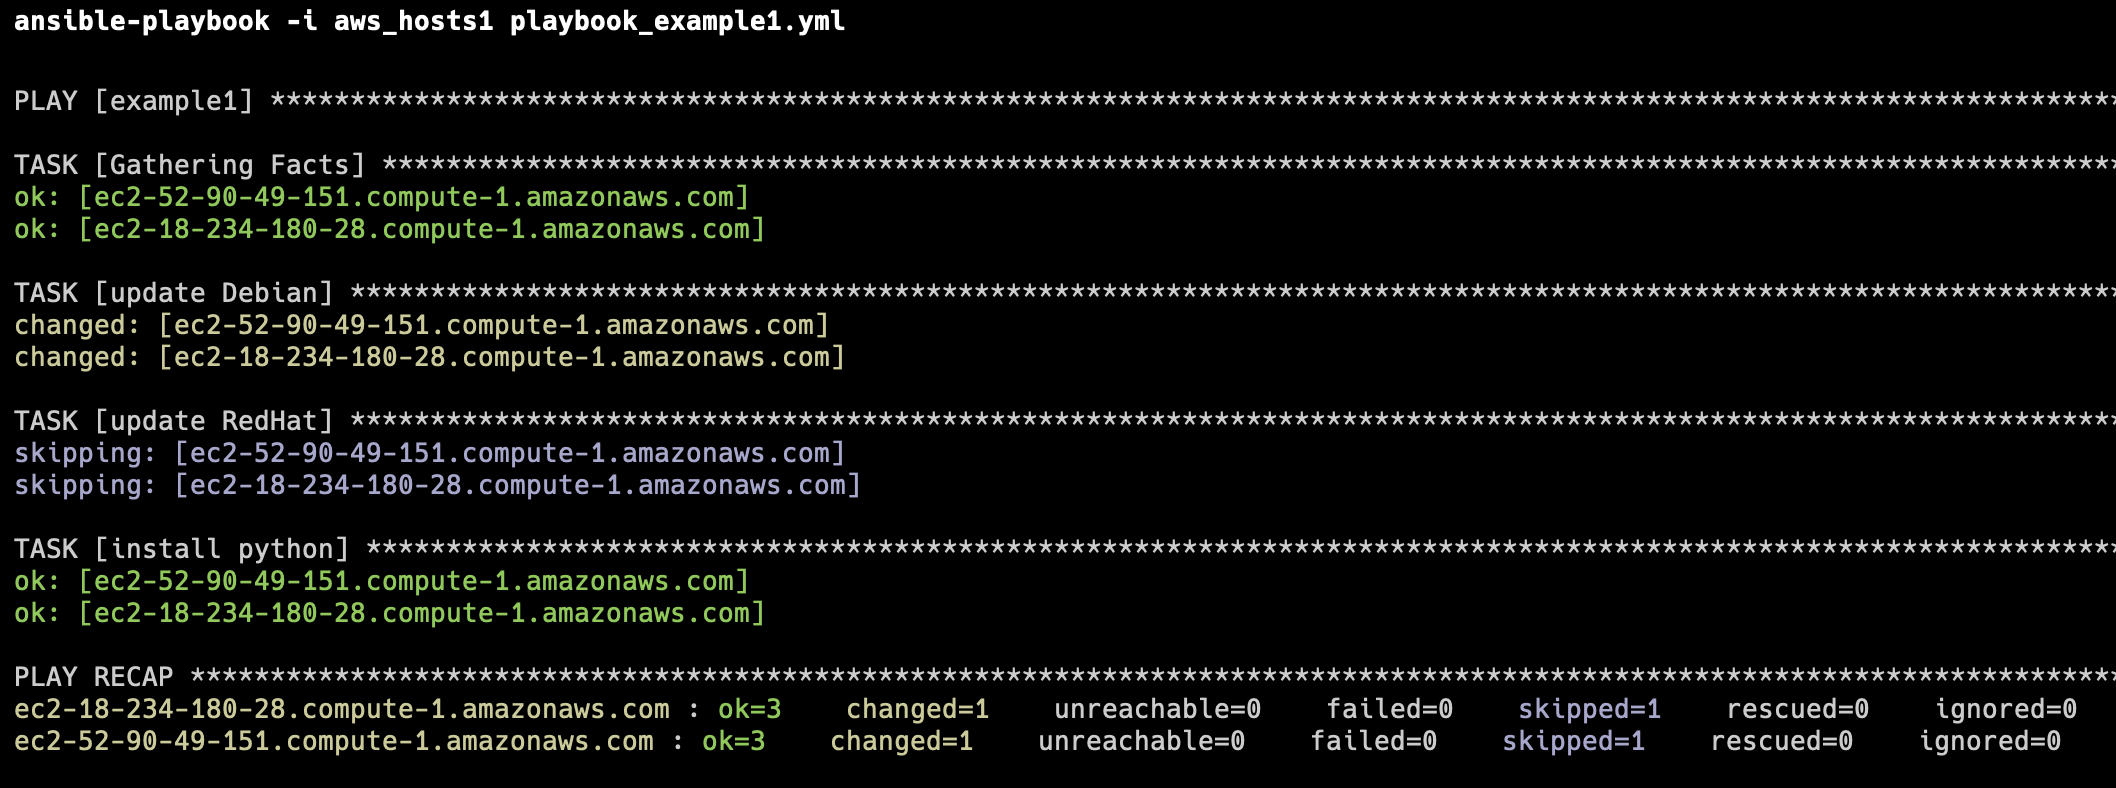 ansible-playbook -i aws_hosts1 playbook_example1.yml
PLAY [example1] *******************************************************************************************************************
TASK [Gathering Facts] ************************************************************************************************************
ok: [ec2-52-90-49-151.compute-1.amazonaws.com]
ok: [ec2-18-234-180-28.compute-1.amazonaws.com]
TASK [update Debian] **************************************************************************************************************
changed: [ec2-52-90-49-151.compute-1.amazonaws.com]
changed: [ec2-18-234-180-28.compute-1.amazonaws.com]
TASK [update RedHat] **************************************************************************************************************
skipping: [ec2-52-90-49-151.compute-1.amazonaws.com]
skipping: [ec2-18-234-180-28.compute-1.amazonaws.com]
TASK [install python] *************************************************************************************************************
ok: [ec2-52-90-49-151.compute-1.amazonaws.com]
ok: [ec2-18-234-180-28.compute-1.amazonaws.com]
PLAY RECAP ************************************************************************************************************************
ec2-18-234-180-28.compute-1.amazonaws.com : ok=3    changed=1    unreachable=0    failed=0    skipped=1    rescued=0    ignored=0
ec2-52-90-49-151.compute-1.amazonaws.com : ok=3    changed=1    unreachable=0    failed=0    skipped=1    rescued=0    ignored=0